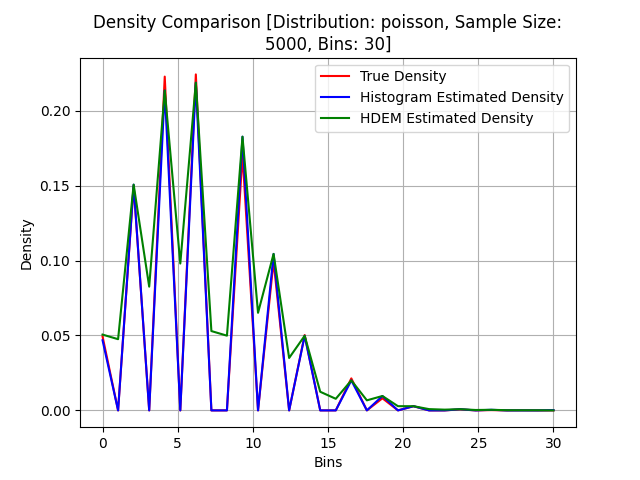 Density Comparison [Distribution: poisson, Sample Size:
5000, Bins: 30]
True Density
Histogram Estimated Density
HDEM Estimated Density
Density
0.20
0.15
0.10
0.05
0.00
0 5 10 15 20 25 30
Bins